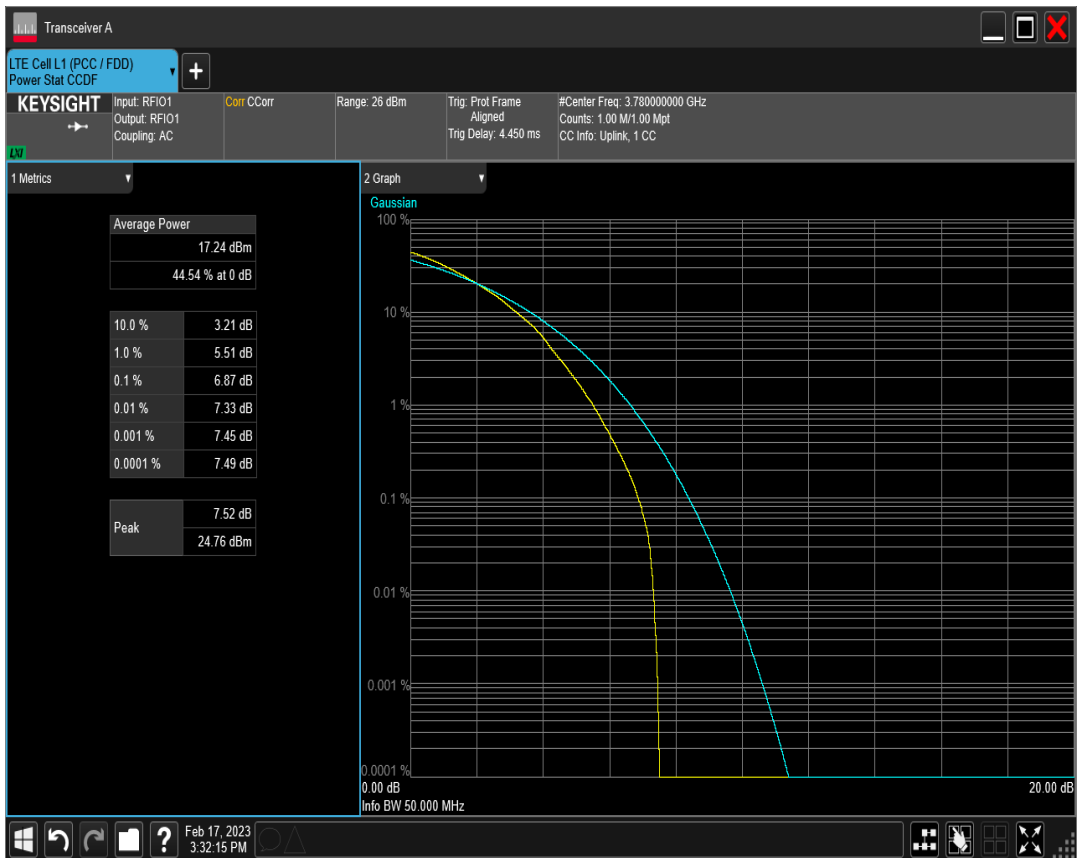 Transceiver A
LTE Cell L1 (PCC / FDD)
Power Stat CCDF
+
KEYSIGHT
LXI
Input: RFIO1
Output: RFIO1
Coupling: AC
Corr CCorr
Range: 26 dBm
Trig: Prot Frame
Aligned
Trig Delay: 4.450 ms
#Center Freq: 3.780000000 GHz
Counts: 1.00 M/1.00 Mpt
CC Info: Uplink, 1 CC
1 Metrics
Average Power
17.24 dBm
44.54 % at 0 dB
10.0 % 3.21 dB
1.0 % 5.51 dB
0.1 % 6.87 dB
0.01 % 7.33 dB
0.001 % 7.45 dB
0.0001 % 7.49 dB
Peak
7.52 dB
24.76 dBm
2 Graph
Gaussian
100 %
10 %
1 %
0.1 %
0.01 %
0.001 %
0.0001 %
0.00 dB 20.00 dB
Info BW 50.000 MHz
?
Feb 17, 2023
3:32:15 PM